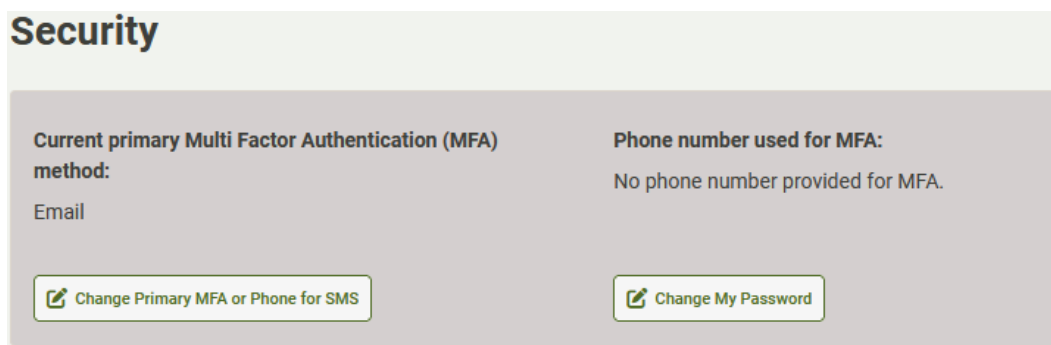 Security
Current primary Multi Factor Authentication (MFA)
method:
Email
Phone number used for MFA:
No phone number provided for MFA.
Change Primary MFA or Phone for SMS
Change My Password